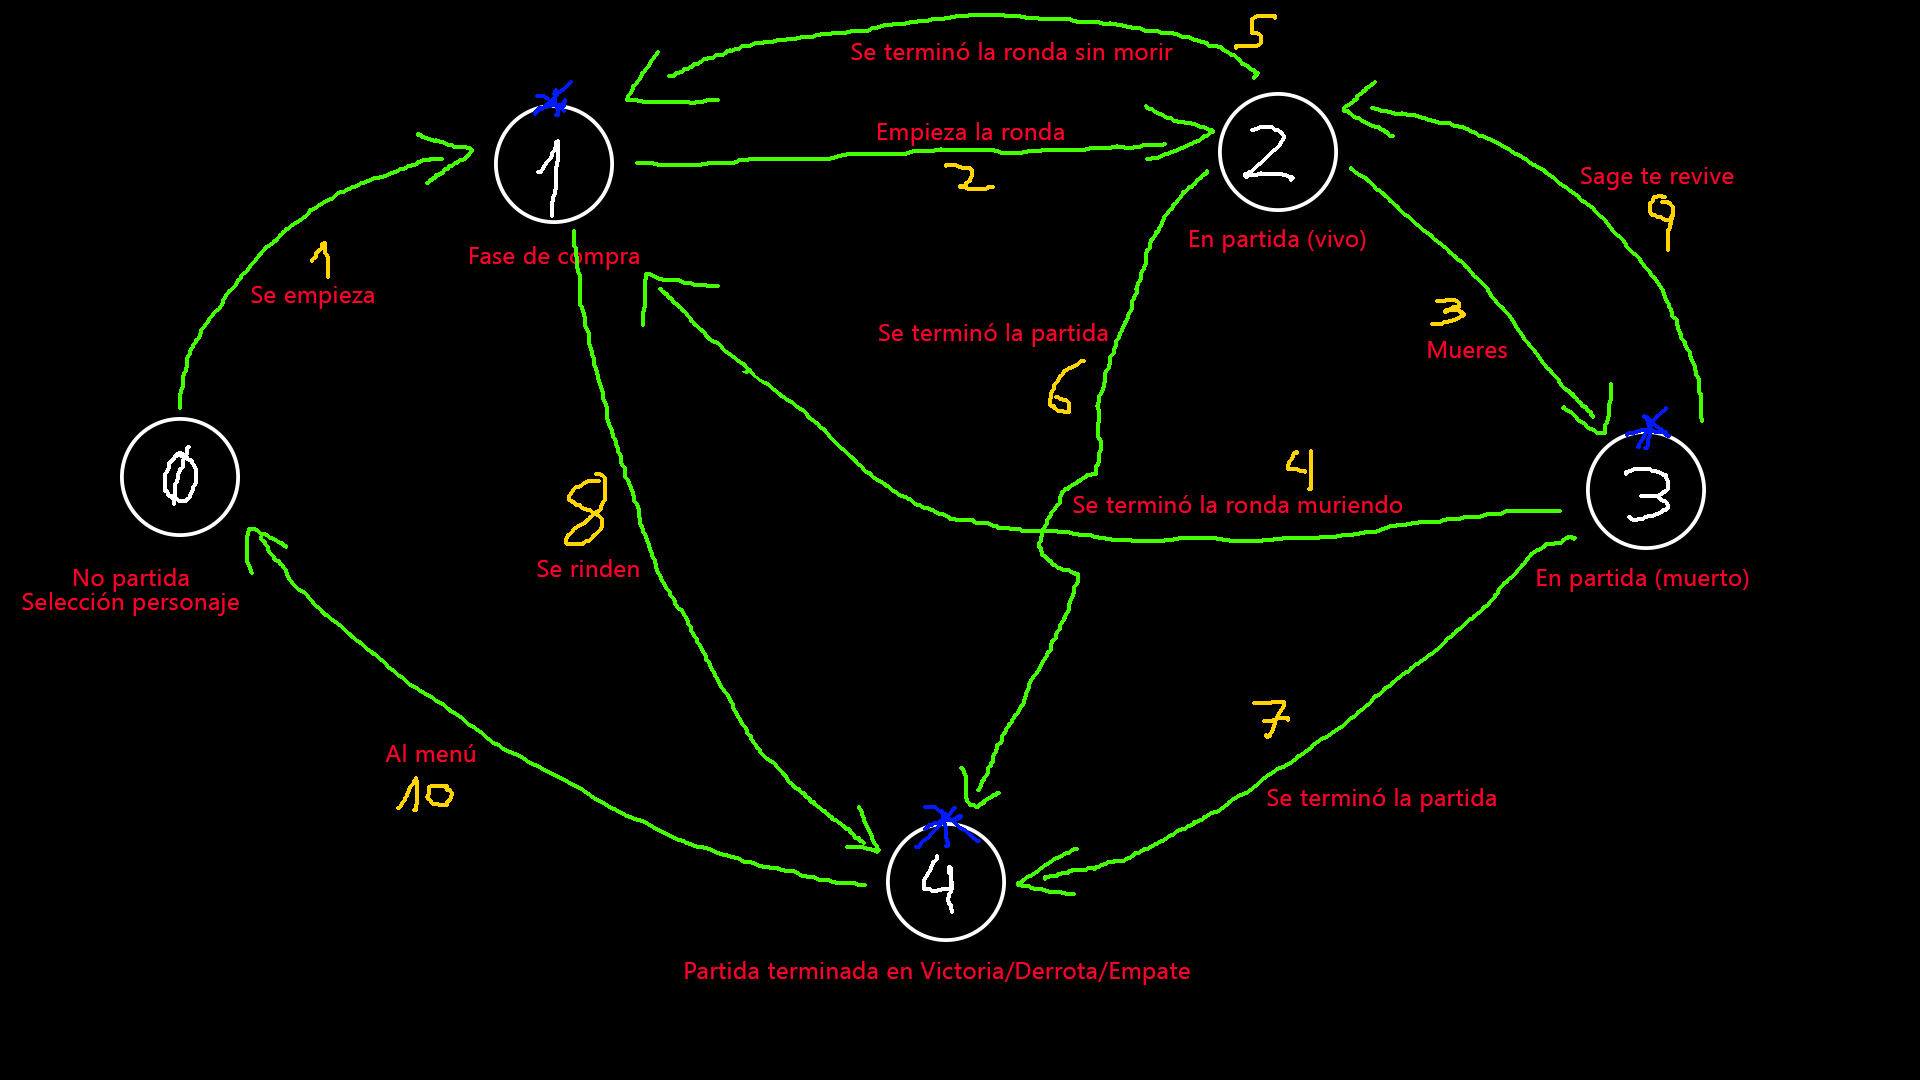 5
Se terminó la ronda sin morir
Empieza la ronda
2
1
2
Sage te revive
9
En partida (vivo)
Fase de compra
1
Se empieza
3
Mueres
Se terminó la partida
6
4
Se terminó la ronda muriendo
0
3
8
Se rinden
No partida
Selección personaje
En partida (muerto)
7
Al menú
10
Se terminó la partida
4
Partida terminada en Victoria/Derrota/Empate